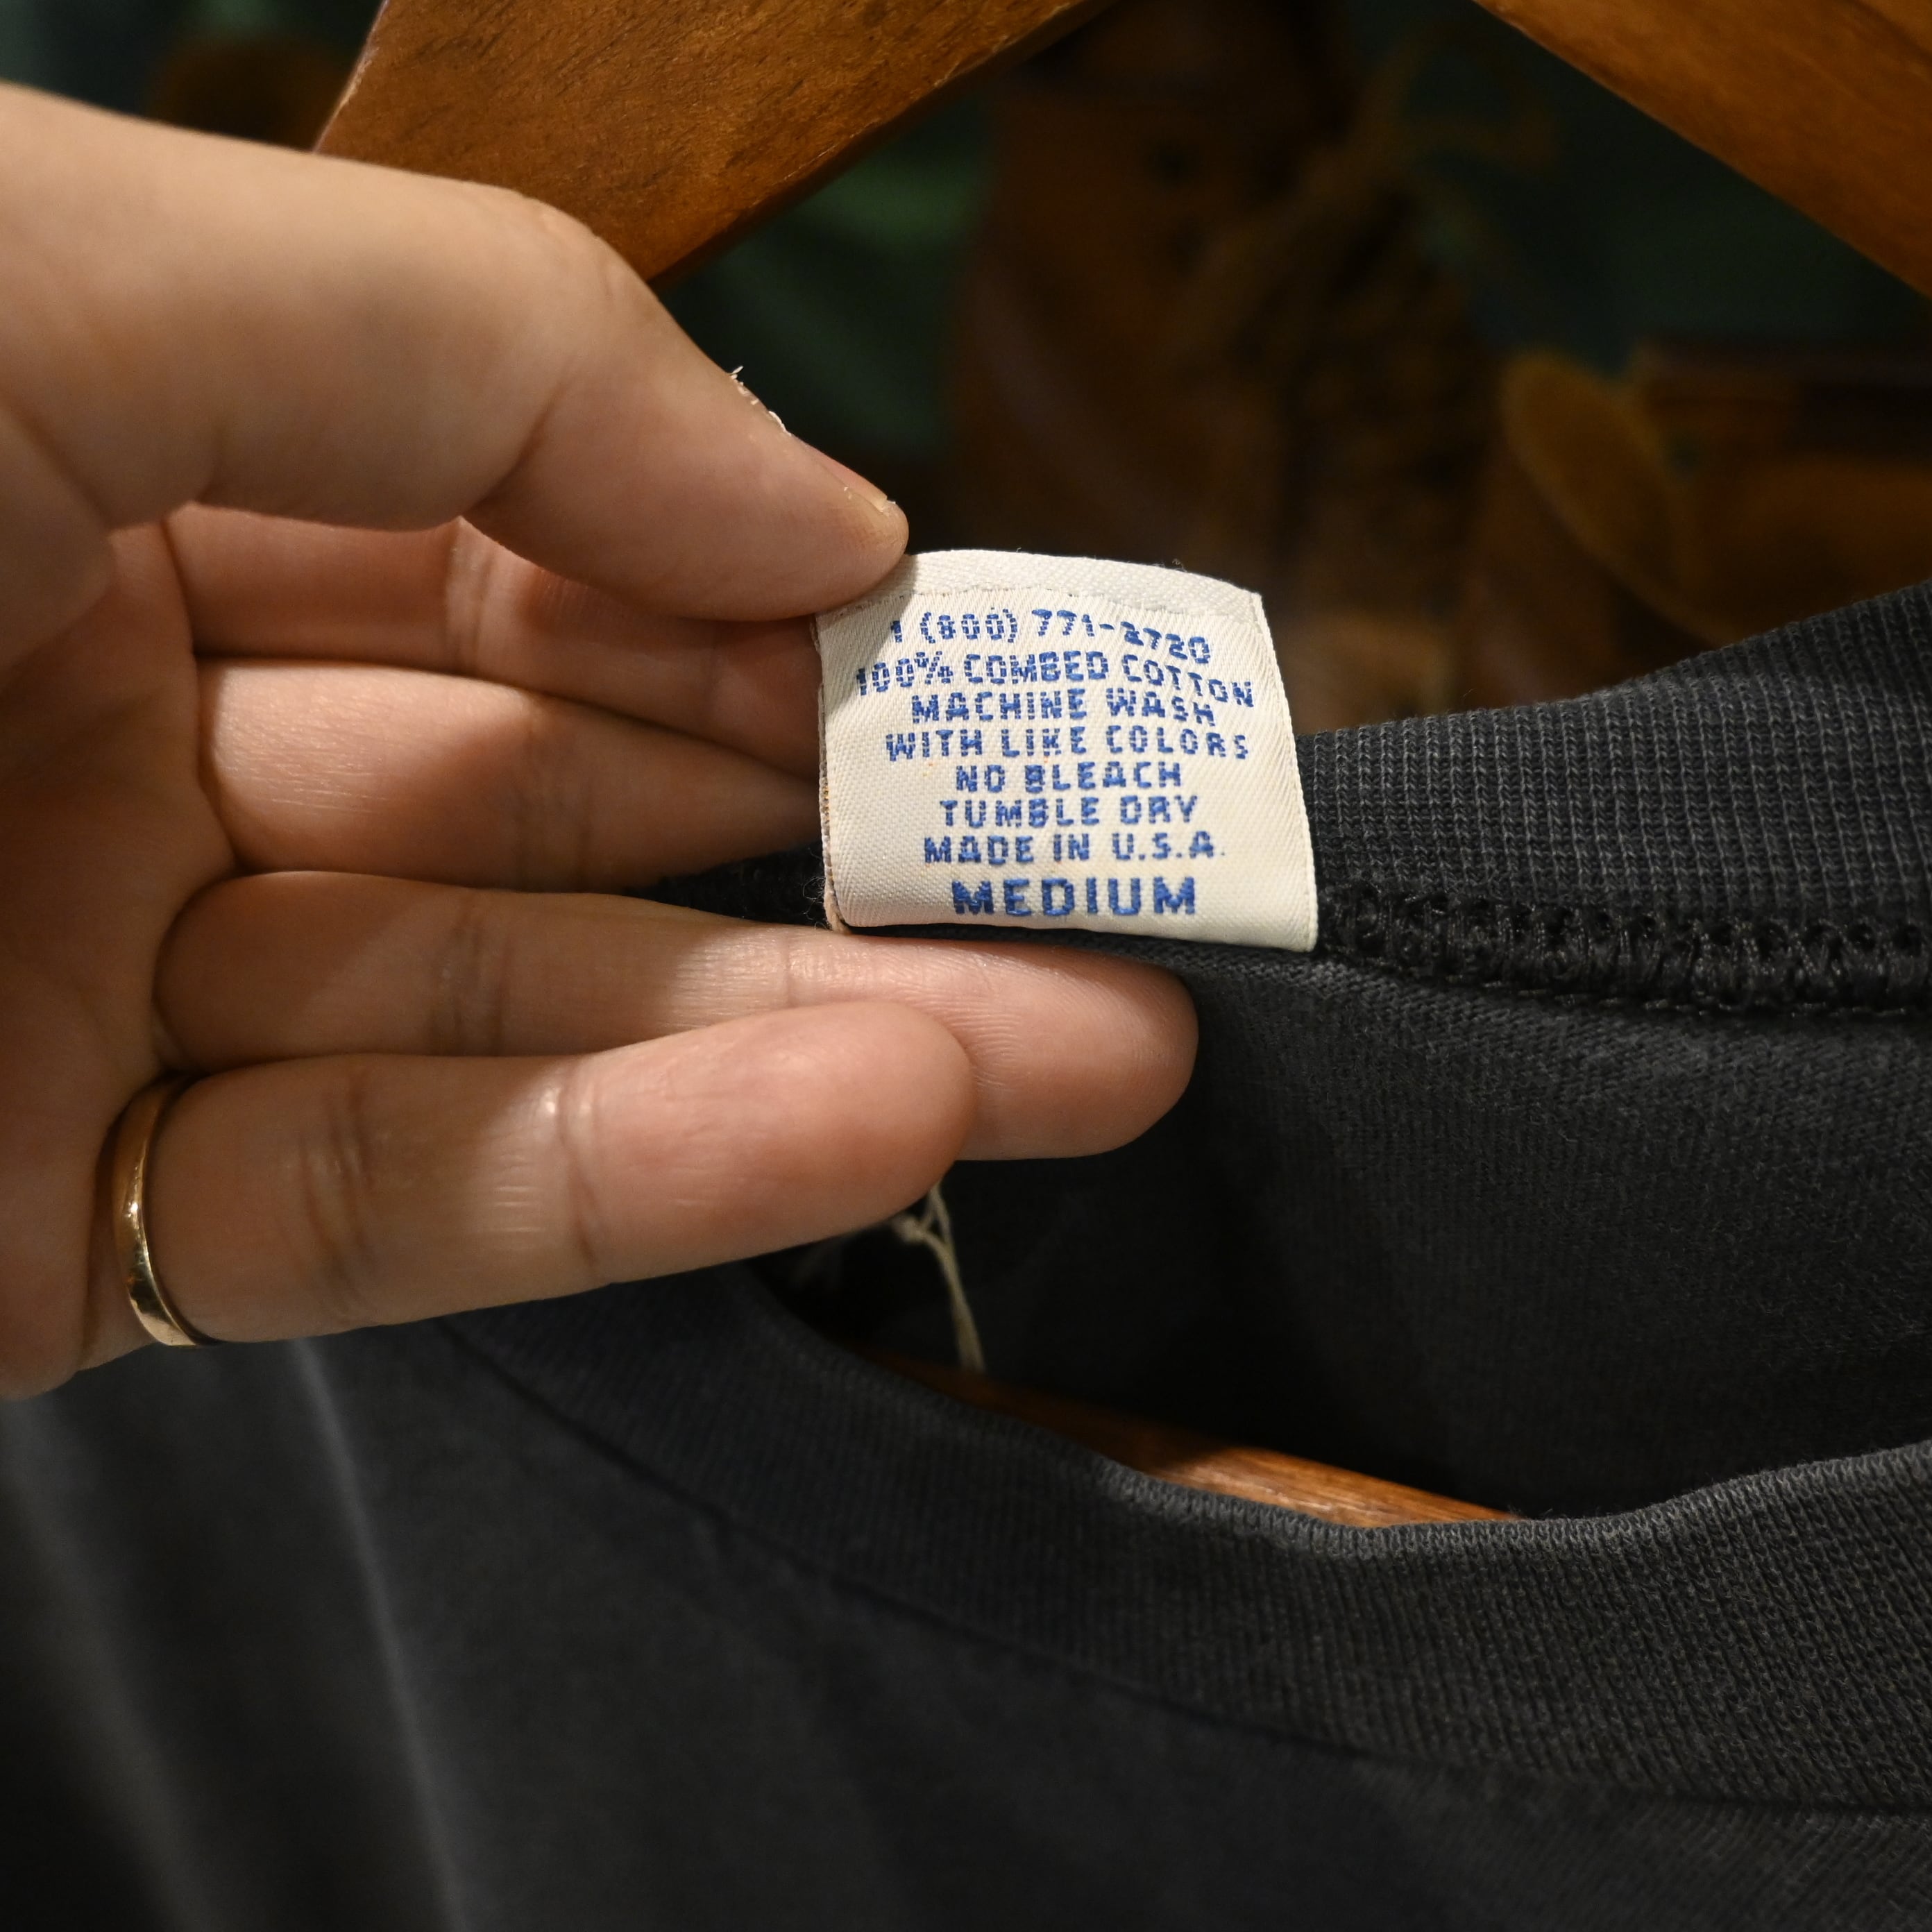 1 (800) 771-2720
100% COMBED COTTON
MACHINE WASH
WITH LIKE COLORS
NO BLEACH
TUMBLE DRY
MADE IN U.S.A.
MEDIUM